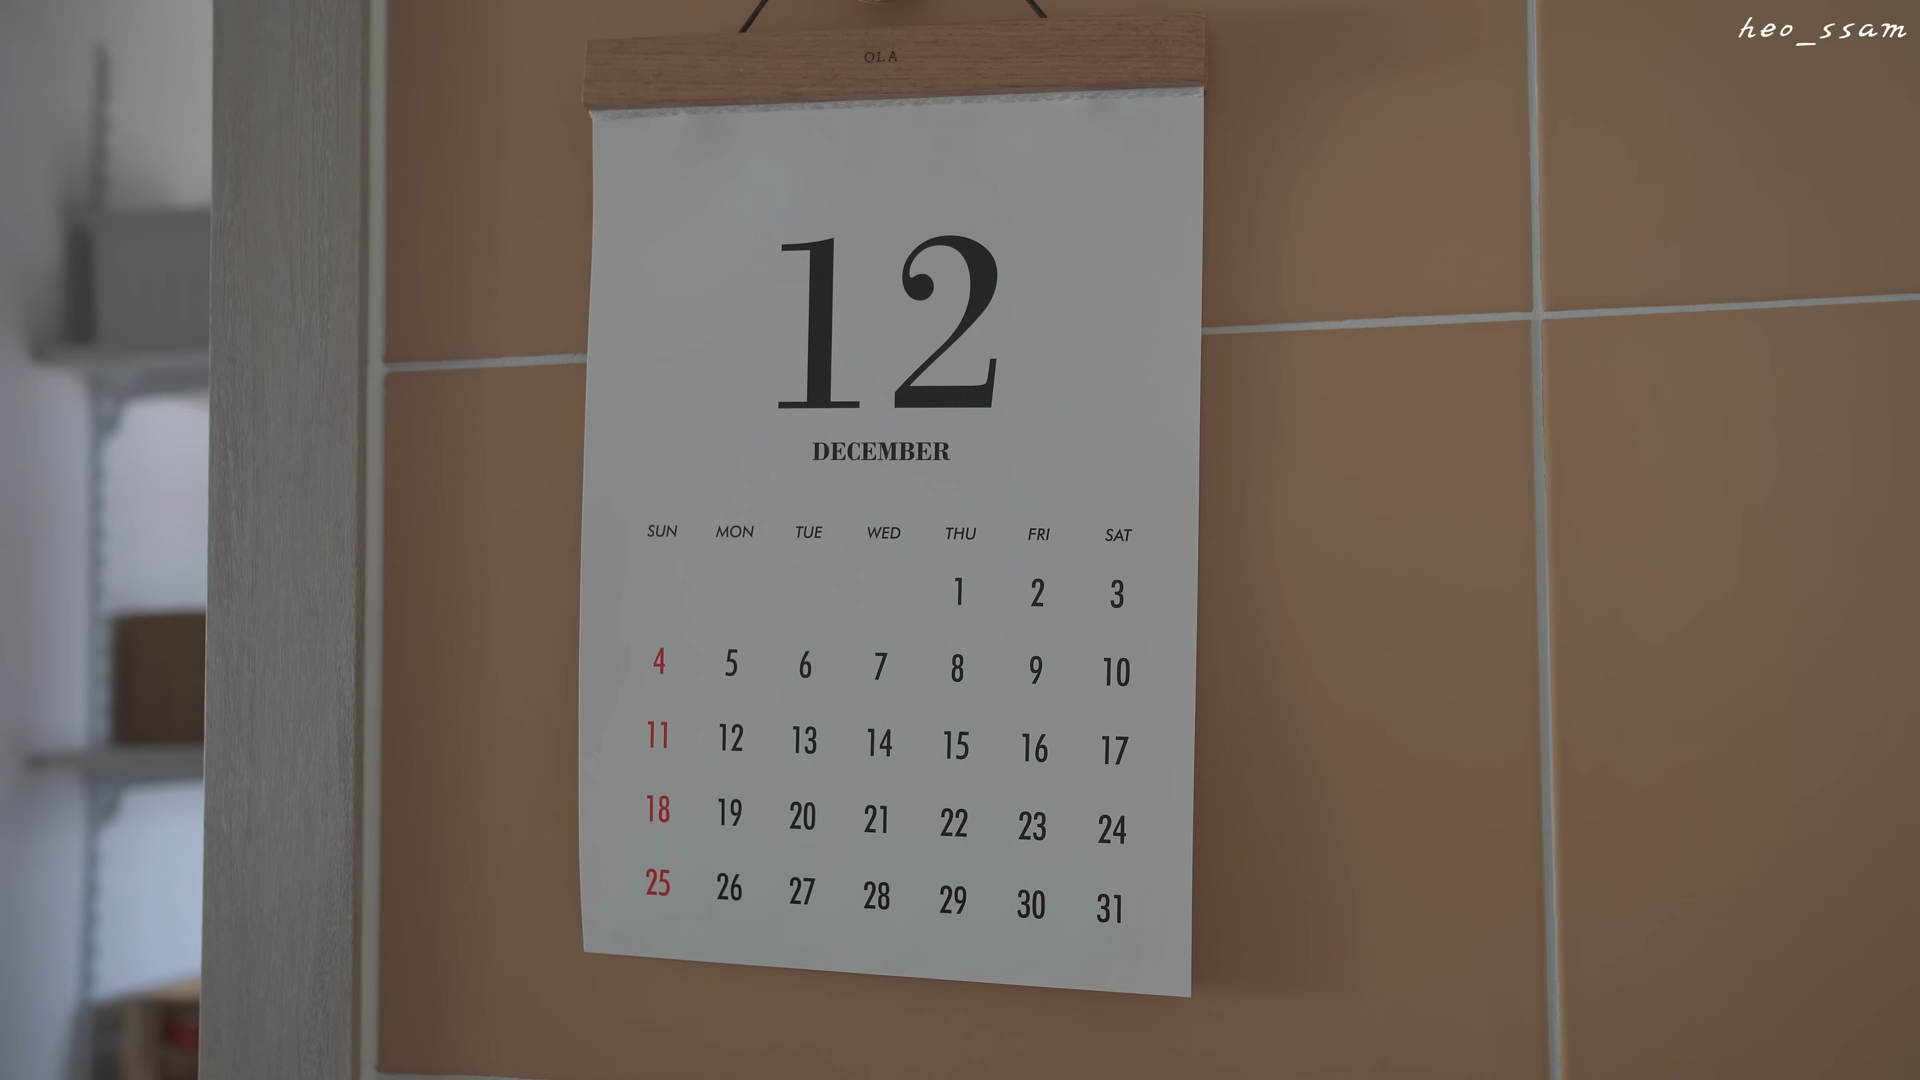 heo_ssam
OLA
12
DECEMBER
SUN MON TUE WED THU FRI SAT
1 2 3
4 5 6 7 8 9 10
11 12 13 14 15 16 17
18 19 20 21 22 23 24
25 26 27 28 29 30 31